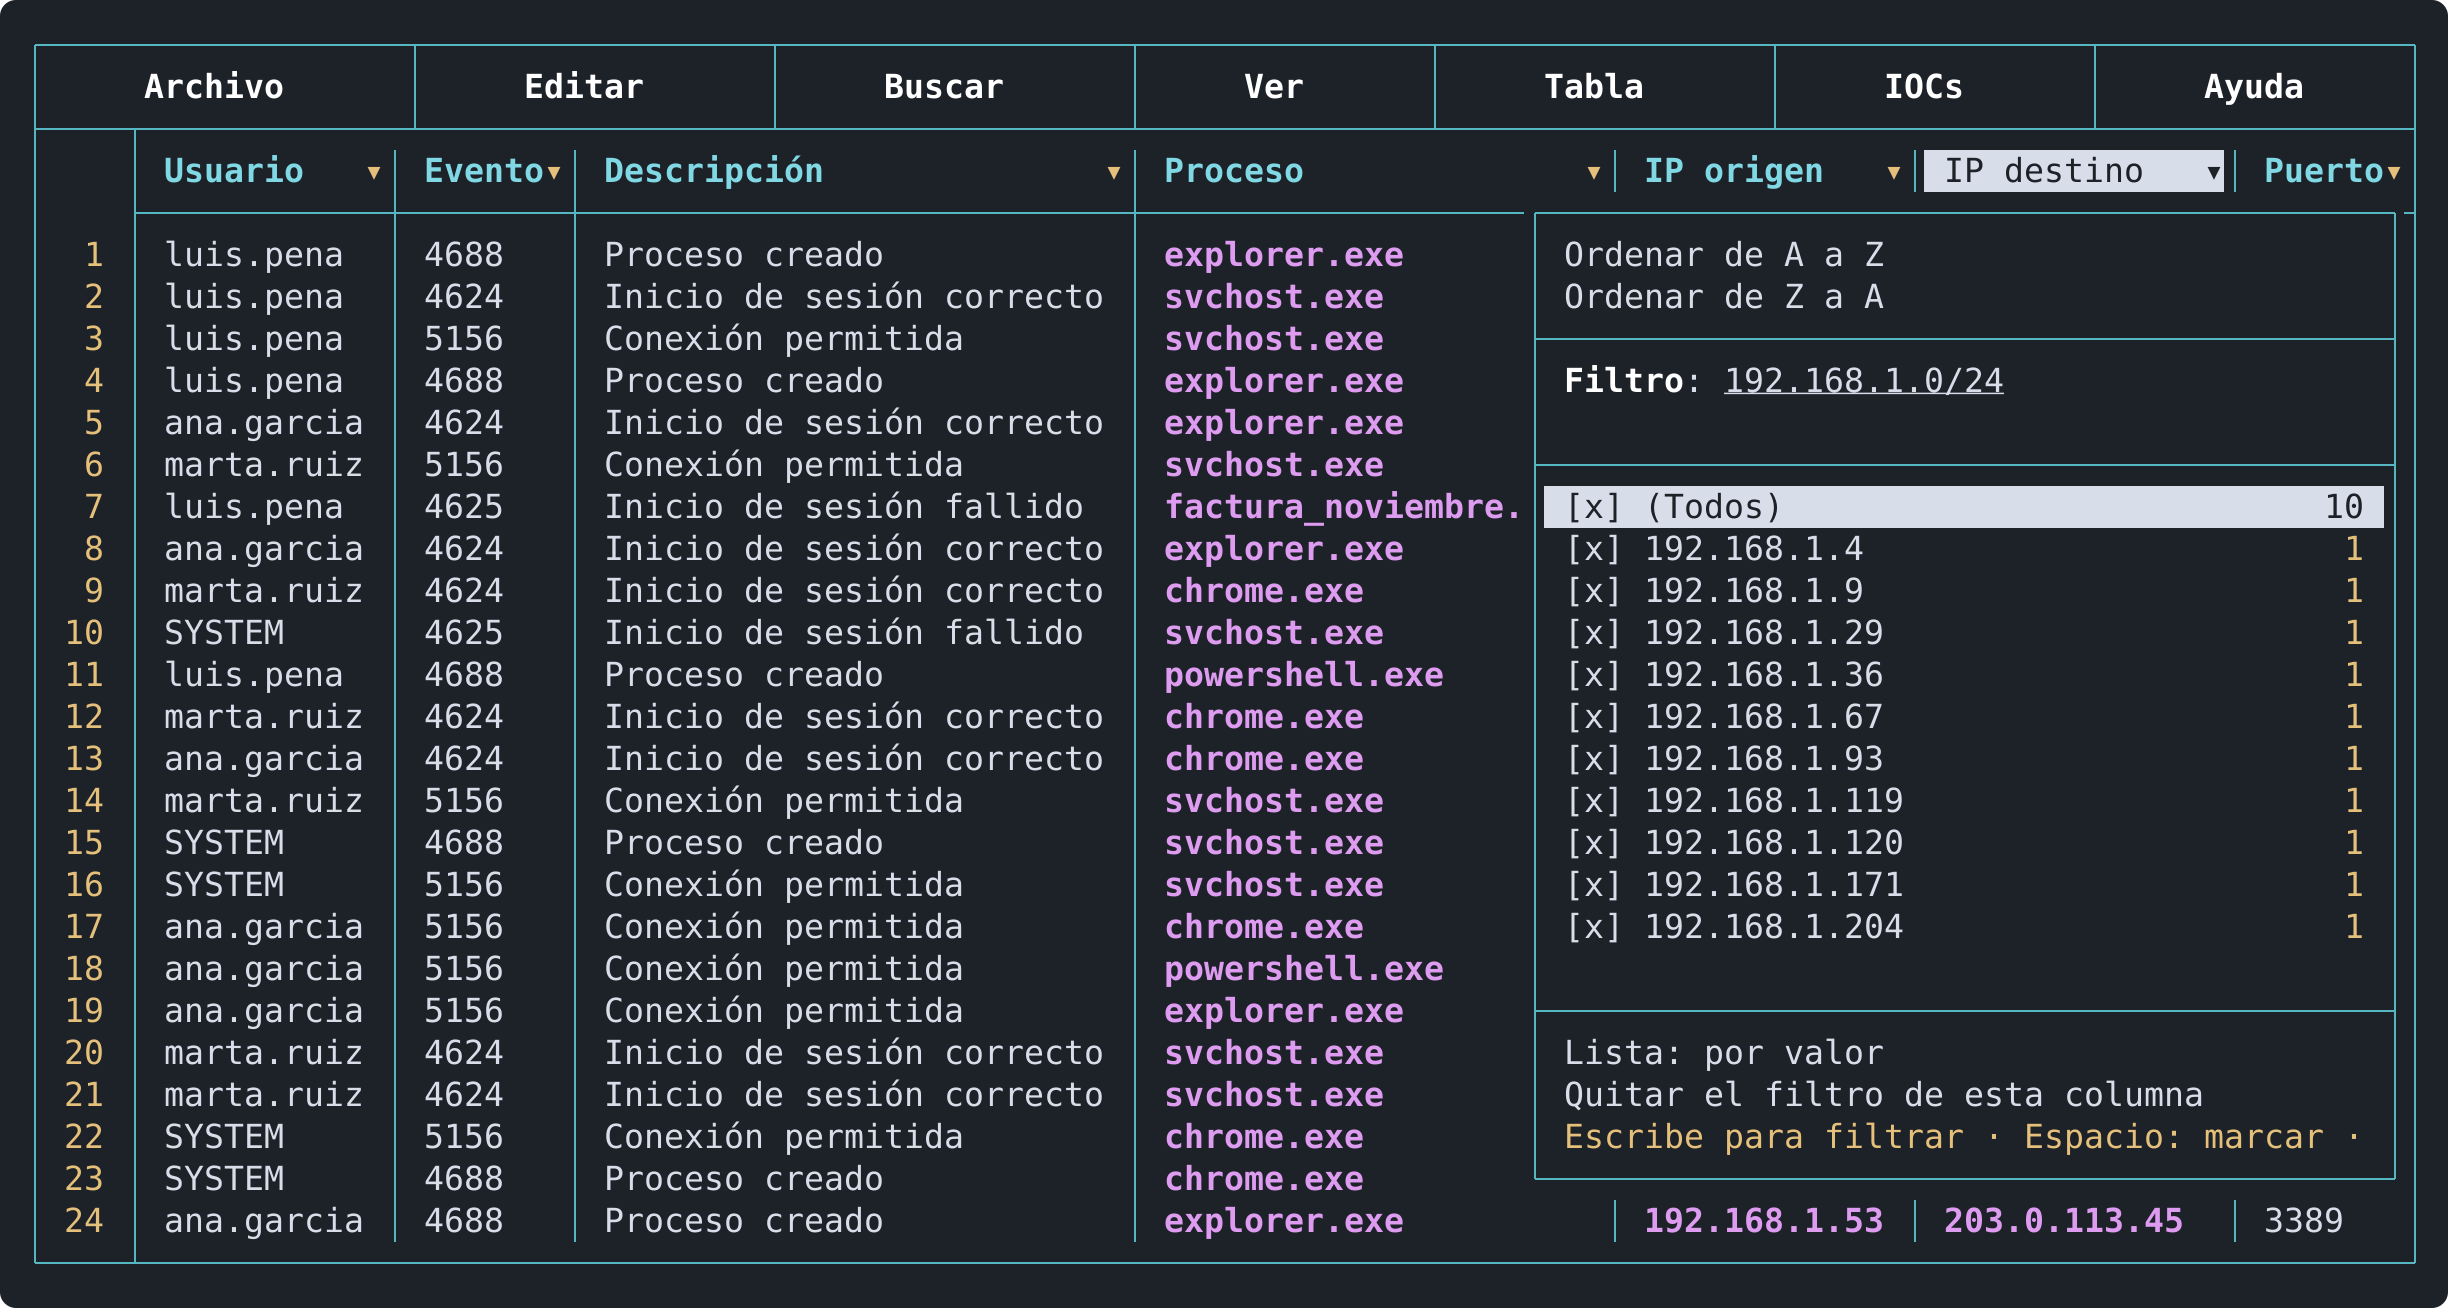 Archivo Editar Buscar Ver Tabla IOCs Ayuda
Usuario ▼ Evento▼ Descripción ▼ Proceso ▼ IP origen ▼ IP destino ▼ Puerto▼
1 luis.pena 4688 Proceso creado explorer.exe Ordenar de A a Z
2 luis.pena 4624 Inicio de sesión correcto svchost.exe Ordenar de Z a A
3 luis.pena 5156 Conexión permitida svchost.exe
4 luis.pena 4688 Proceso creado explorer.exe Filtro: 192.168.1.0/24
5 ana.garcia 4624 Inicio de sesión correcto explorer.exe
6 marta.ruiz 5156 Conexión permitida svchost.exe
7 luis.pena 4625 Inicio de sesión fallido factura_noviembre. [x] (Todos) 10
8 ana.garcia 4624 Inicio de sesión correcto explorer.exe [x] 192.168.1.4 1
9 marta.ruiz 4624 Inicio de sesión correcto chrome.exe [x] 192.168.1.9 1
10 SYSTEM 4625 Inicio de sesión fallido svchost.exe [x] 192.168.1.29 1
11 luis.pena 4688 Proceso creado powershell.exe [x] 192.168.1.36 1
12 marta.ruiz 4624 Inicio de sesión correcto chrome.exe [x] 192.168.1.67 1
13 ana.garcia 4624 Inicio de sesión correcto chrome.exe [x] 192.168.1.93 1
14 marta.ruiz 5156 Conexión permitida svchost.exe [x] 192.168.1.119 1
15 SYSTEM 4688 Proceso creado svchost.exe [x] 192.168.1.120 1
16 SYSTEM 5156 Conexión permitida svchost.exe [x] 192.168.1.171 1
17 ana.garcia 5156 Conexión permitida chrome.exe [x] 192.168.1.204 1
18 ana.garcia 5156 Conexión permitida powershell.exe
19 ana.garcia 5156 Conexión permitida explorer.exe
20 marta.ruiz 4624 Inicio de sesión correcto svchost.exe Lista: por valor
21 marta.ruiz 4624 Inicio de sesión correcto svchost.exe Quitar el filtro de esta columna
22 SYSTEM 5156 Conexión permitida chrome.exe Escribe para filtrar · Espacio: marcar ·
23 SYSTEM 4688 Proceso creado chrome.exe
24 ana.garcia 4688 Proceso creado explorer.exe 192.168.1.53 203.0.113.45 3389